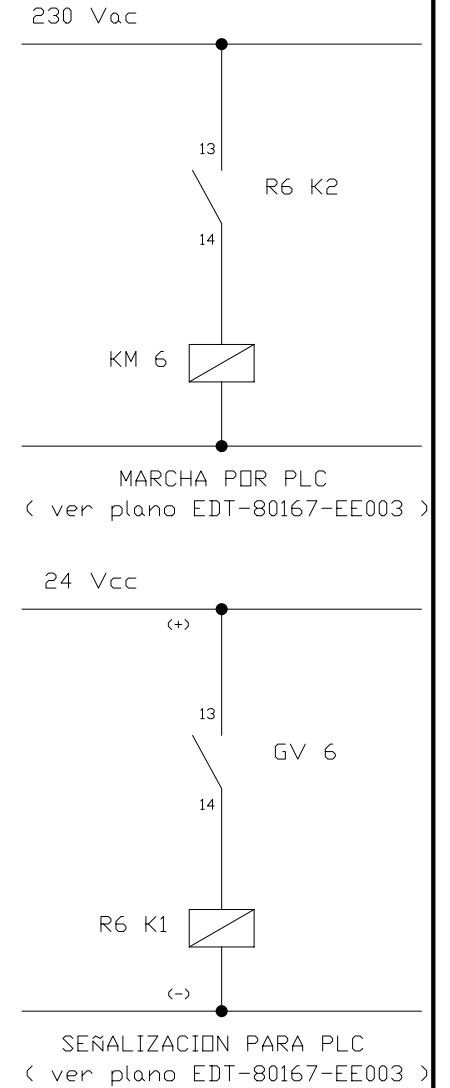 230 Vac
13
R6 K2
14
KM 6
MARCHA POR PLC
( ver plano EDT-80167-EE003 )
24 Vcc
(+)
13
GV 6
14
R6 K1
(-)
SEÑALIZACION PARA PLC
( ver plano EDT-80167-EE003 )